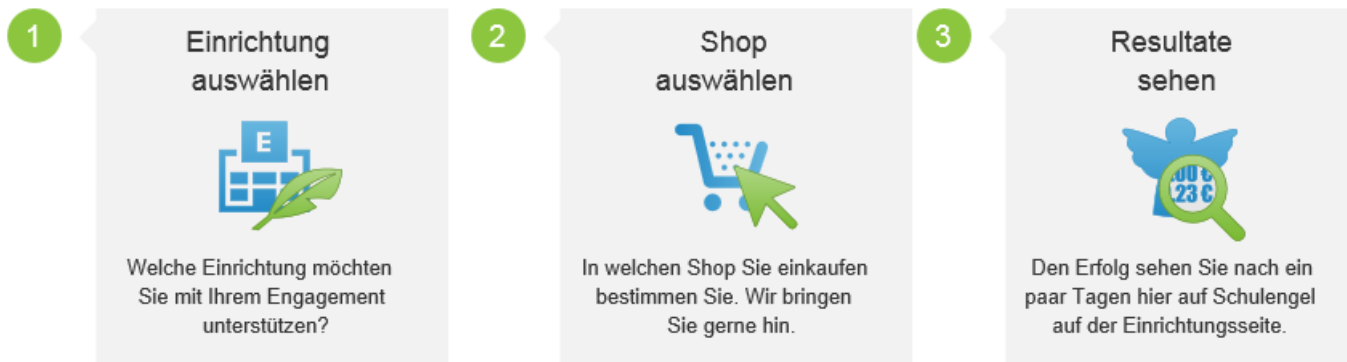 1
Einrichtung
auswählen
E
Welche Einrichtung möchten
Sie mit Ihrem Engagement
unterstützen?
2
Shop
auswählen
In welchen Shop Sie einkaufen
bestimmen Sie. Wir bringen
Sie gerne hin.
3
Resultate
sehen
.00 €
.23 €
Den Erfolg sehen Sie nach ein
paar Tagen hier auf Schulengel
auf der Einrichtungsseite.